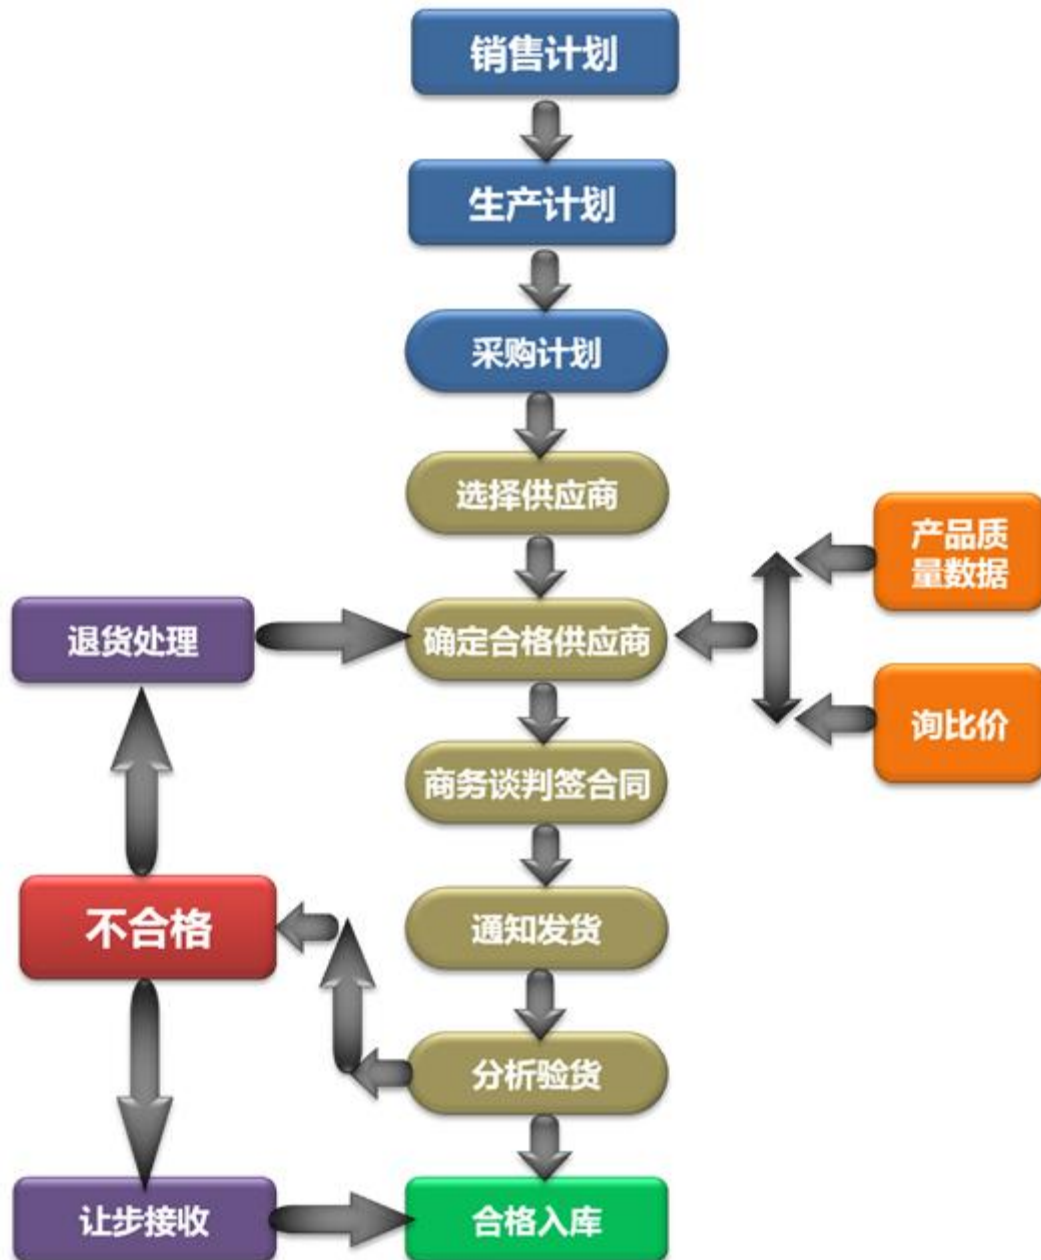 销售计划
生产计划
采购计划
选择供应商
产品质
量数据
退货处理
确定合格供应商
询比价
商务谈判签合同
不合格
通知发货
分析验货
让步接收
合格入库